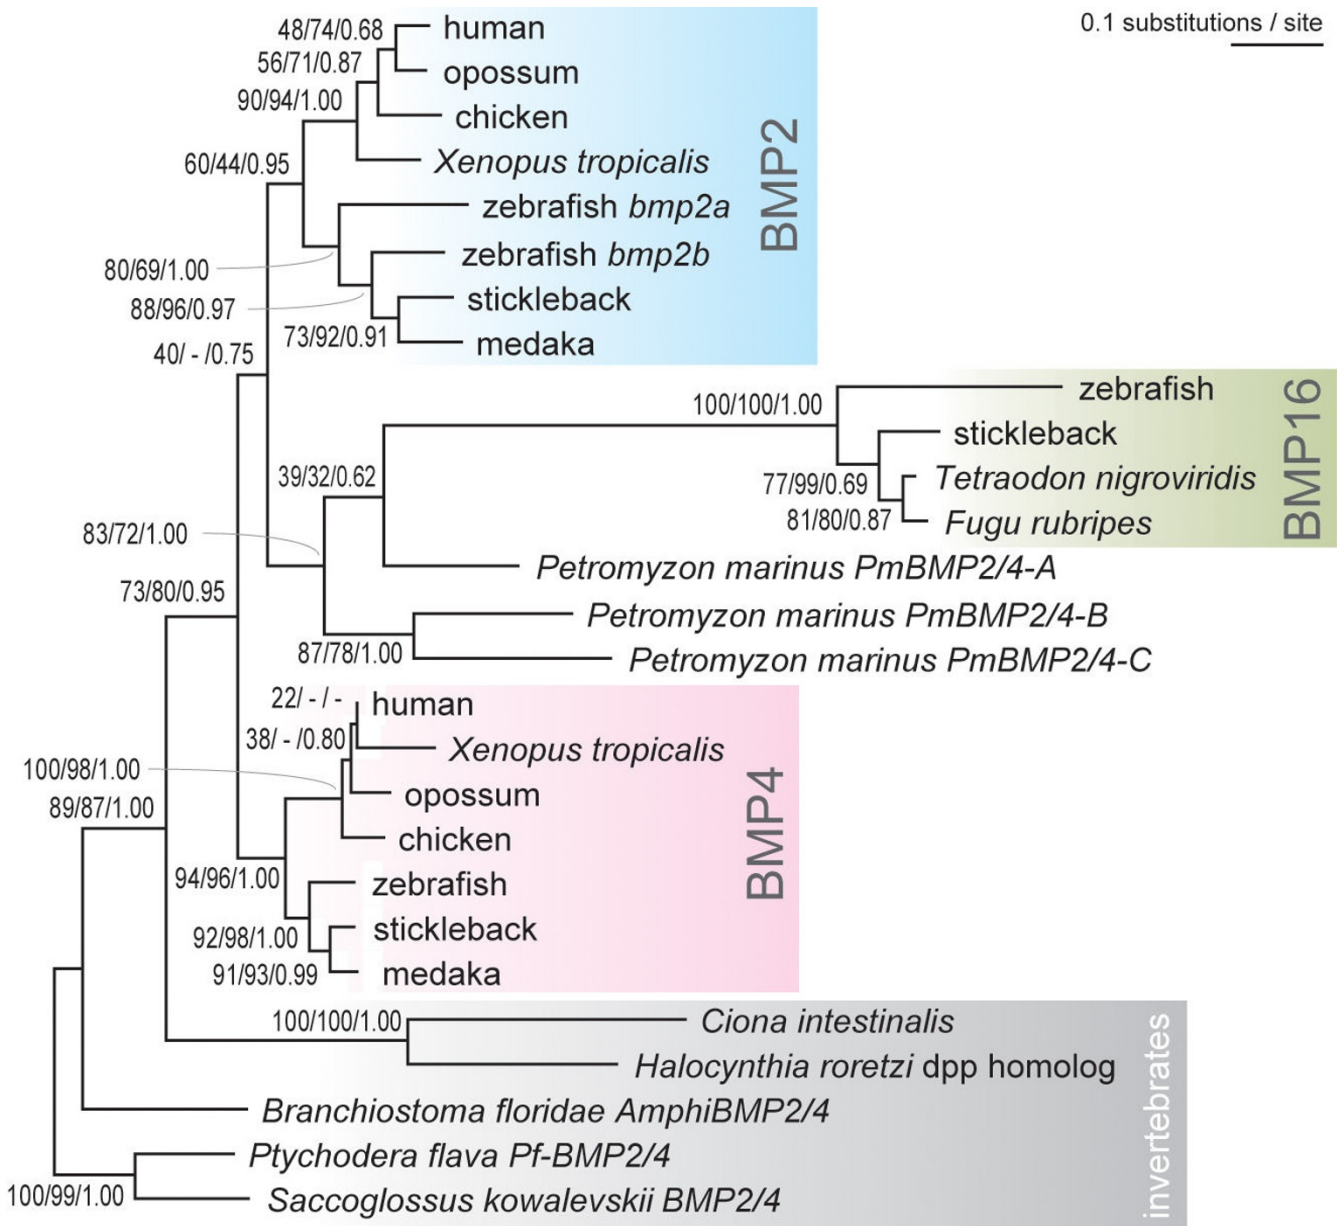 0.1 substitutions / site
48/74/0.68
human
56/71/0.87
opossum
90/94/1.00
chicken
60/44/0.95
Xenopus tropicalis
zebrafish bmp2a
80/69/1.00
zebrafish bmp2b
88/96/0.97
stickleback
73/92/0.91
medaka
BMP2
40/ - /0.75
zebrafish
100/100/1.00
stickleback
39/32/0.62
77/99/0.69
Tetraodon nigroviridis
81/80/0.87
Fugu rubripes
BMP16
83/72/1.00
Petromyzon marinus PmBMP2/4-A
73/80/0.95
Petromyzon marinus PmBMP2/4-B
87/78/1.00
Petromyzon marinus PmBMP2/4-C
22/ - / -
human
38/ - /0.80
Xenopus tropicalis
100/98/1.00
opossum
89/87/1.00
chicken
94/96/1.00
zebrafish
92/98/1.00
stickleback
91/93/0.99
medaka
BMP4
100/100/1.00
Ciona intestinalis
Halocynthia roretzi dpp homolog
Branchiostoma floridae AmphiBMP2/4
Ptychodera flava Pf-BMP2/4
100/99/1.00
Saccoglossus kowalevskii BMP2/4
invertebrates